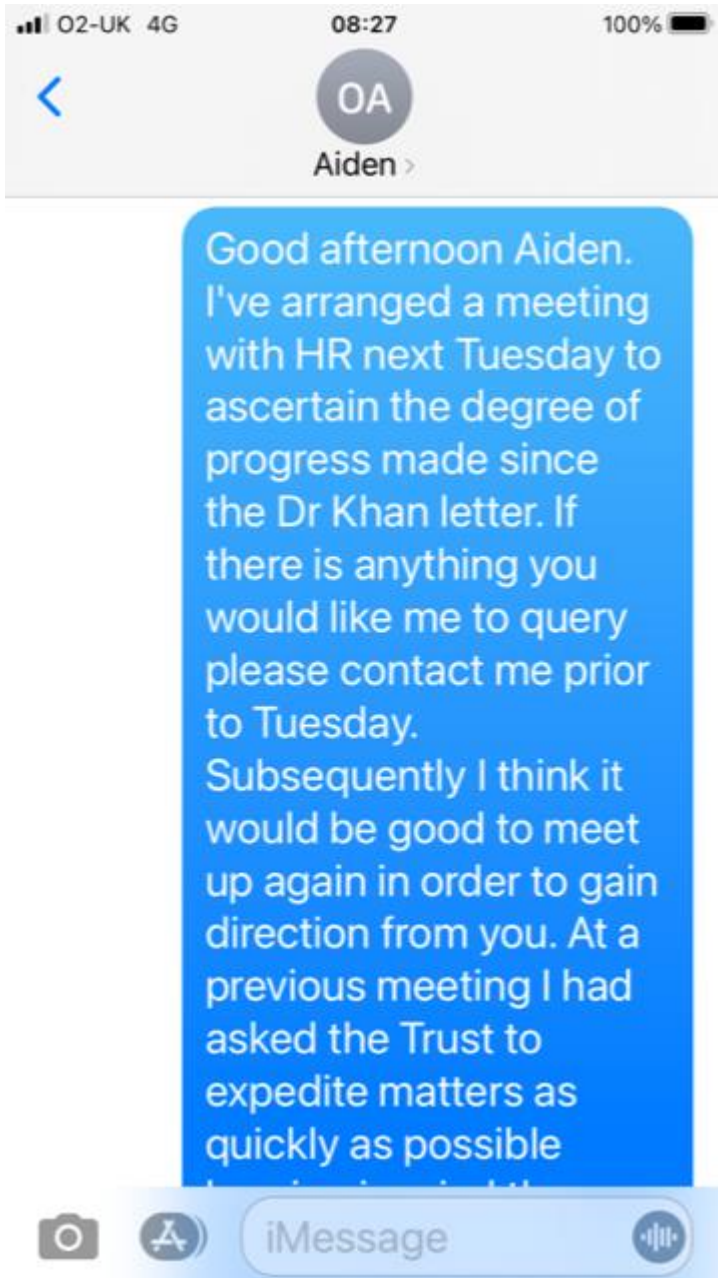 O2-UK 4G 08:27 100%
OA
Aiden
Good afternoon Aiden.
I've arranged a meeting
with HR next Tuesday to
ascertain the degree of
progress made since
the Dr Khan letter. If
there is anything you
would like me to query
please contact me prior
to Tuesday.
Subsequently I think it
would be good to meet
up again in order to gain
direction from you. At a
previous meeting I had
asked the Trust to
expedite matters as
quickly as possible
iMessage